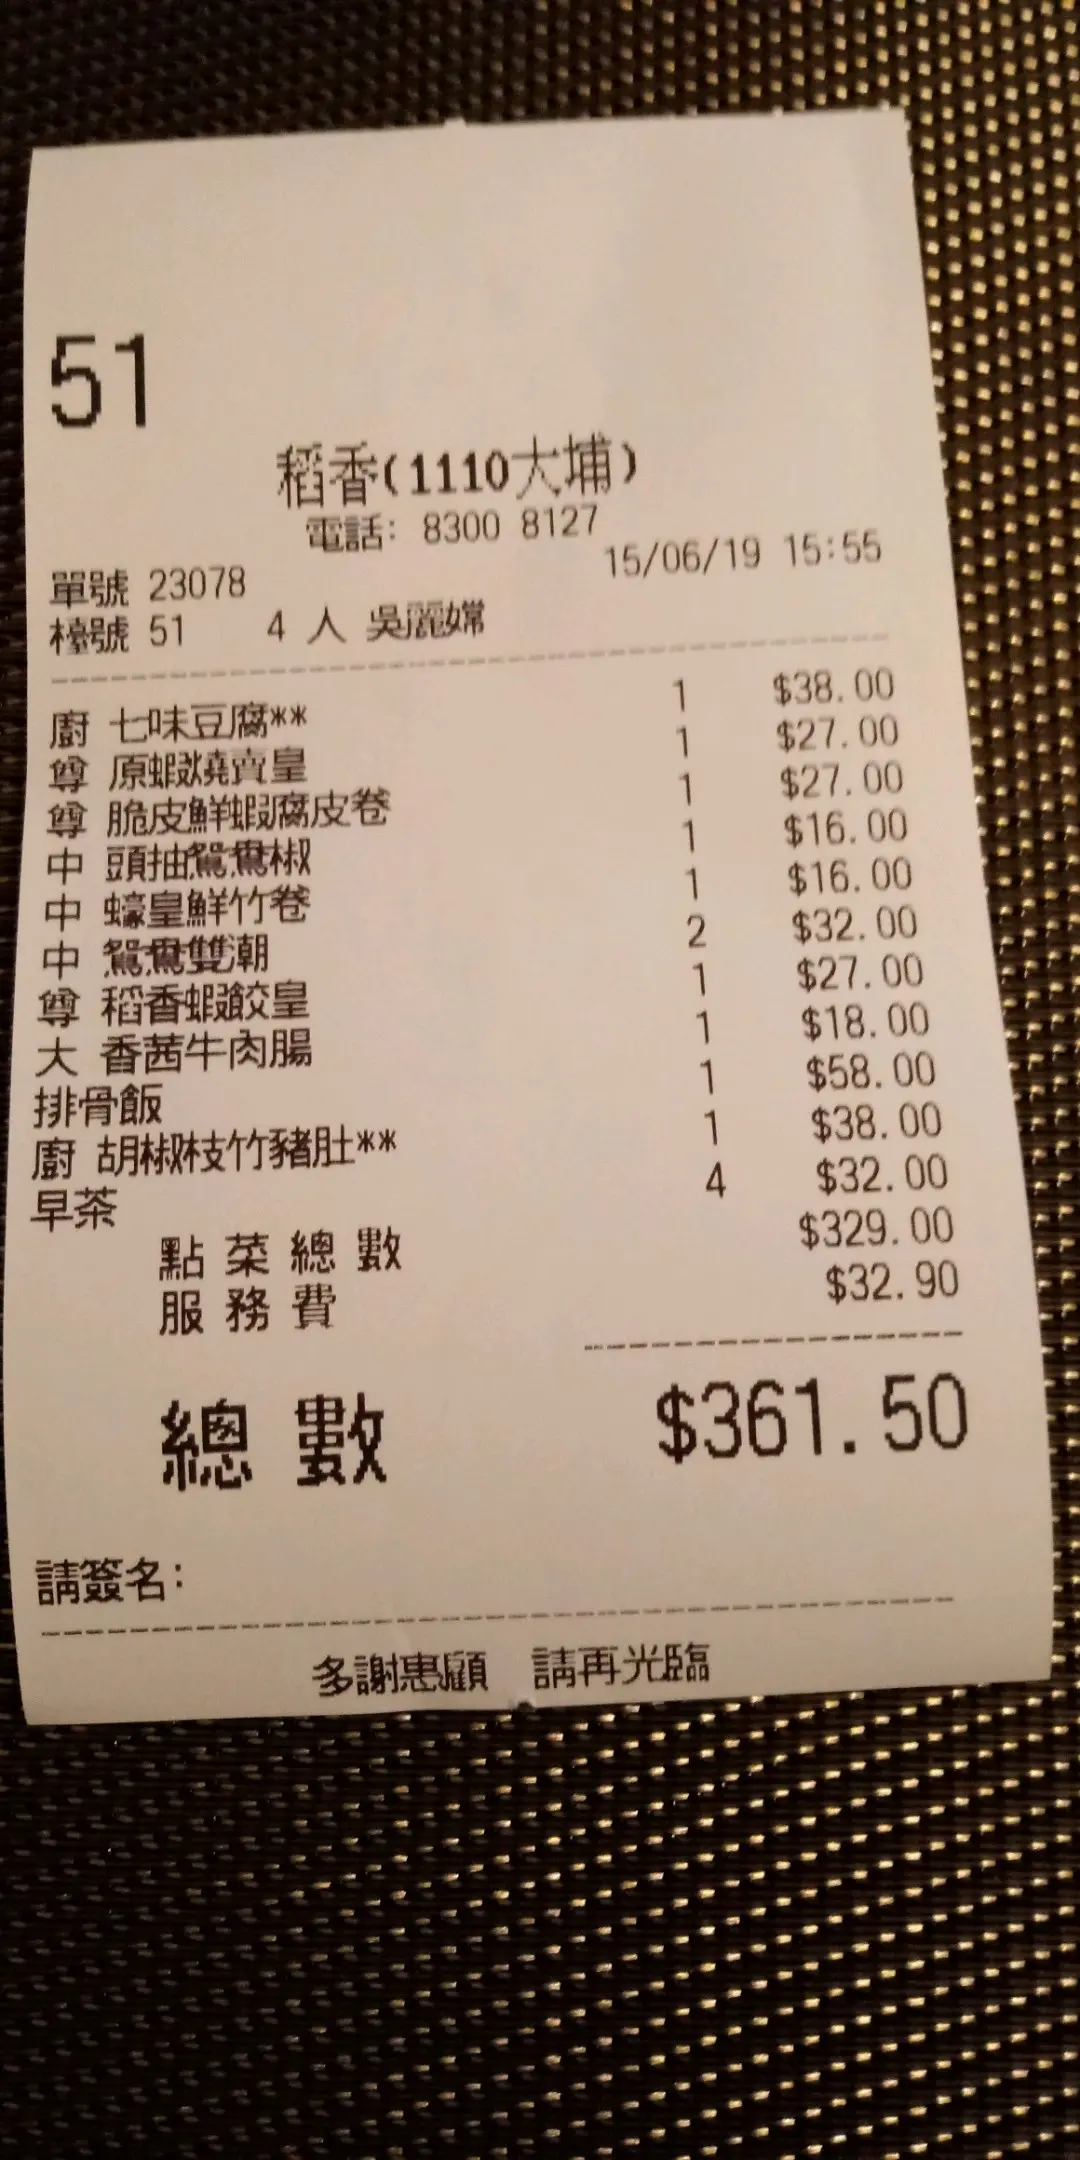 51
稻香(1110大埔)
電話: 8300 8127
15/06/19 15:55
單號 23078
檯號 51 4 人 吳麗嫦
廚 七味豆腐** 1 $38.00
尊 原蝦燒賣皇 1 $27.00
尊 脆皮鮮蝦腐皮卷 1 $27.00
中 頭抽鴛鴦椒 1 $16.00
中 蠔皇鮮竹卷 1 $16.00
中 鴛鴦雙潮 2 $32.00
尊 稻香蝦餃皇 1 $27.00
大 香茜牛肉腸 1 $18.00
排骨飯 1 $58.00
廚 胡椒枝竹豬肚** 1 $38.00
早茶 4 $32.00
點菜總數 $329.00
服務費 $32.90
總數 $361.50
請簽名:
多謝惠顧 請再光臨